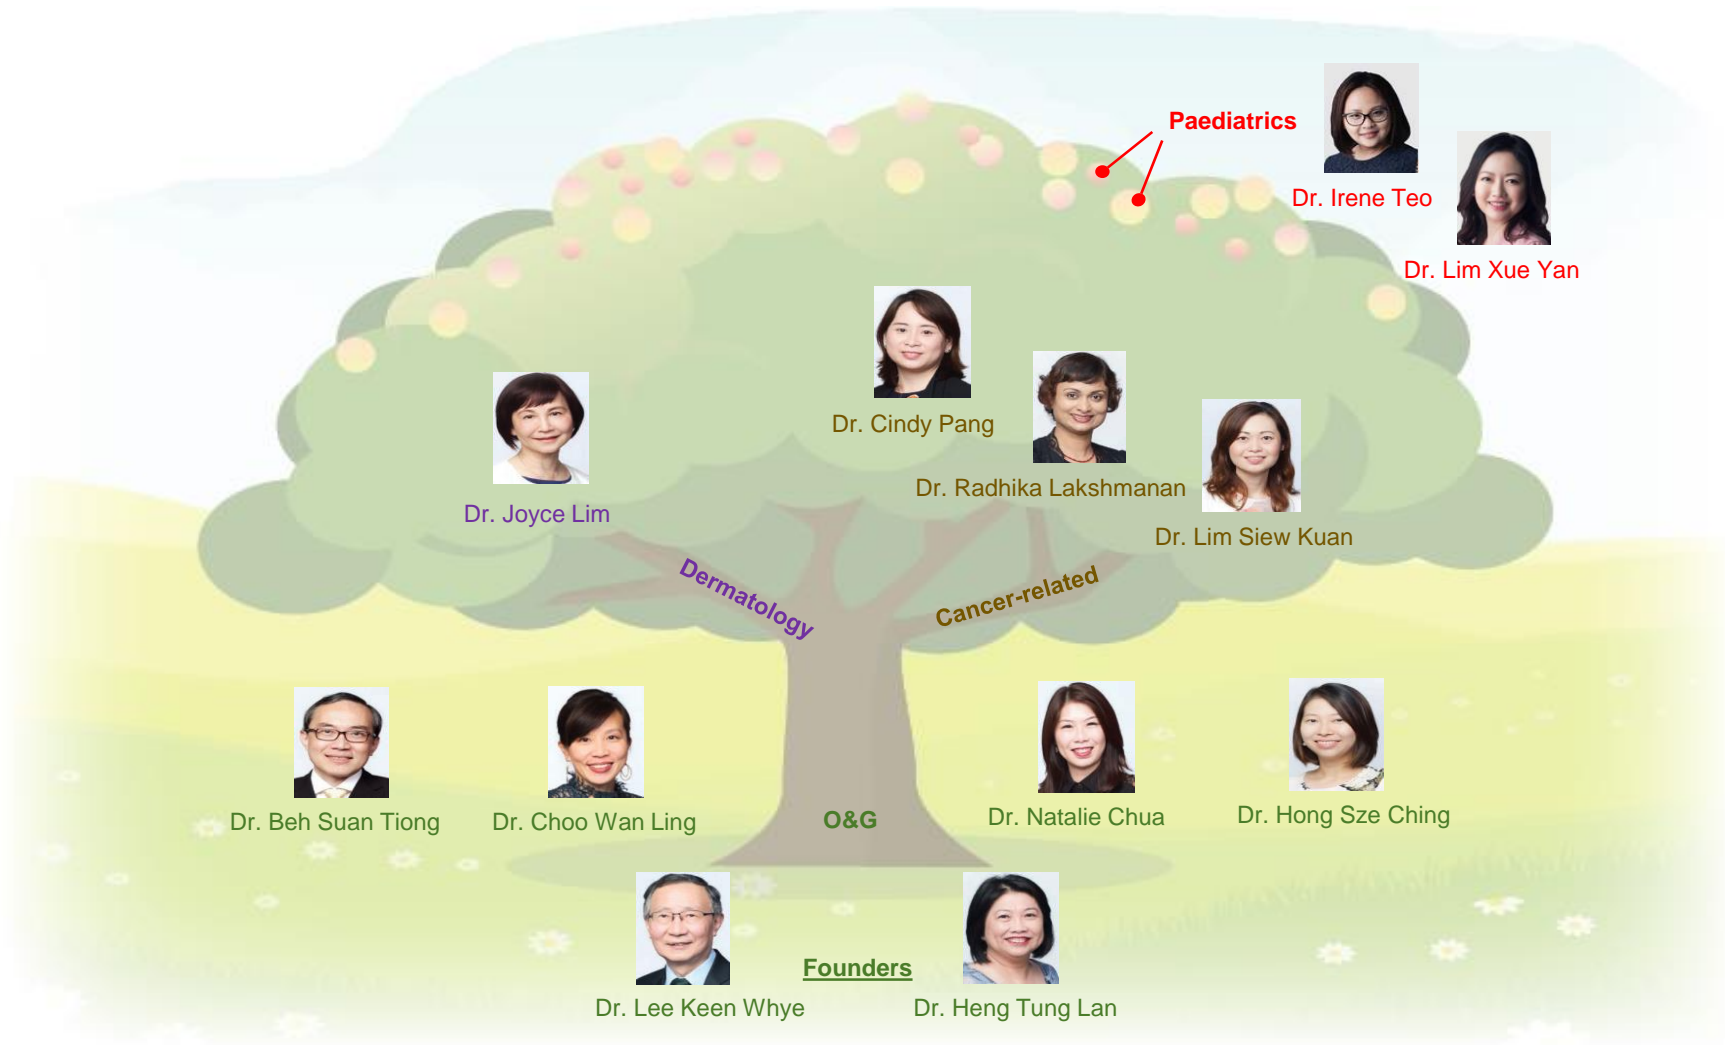 Paediatrics
Dr. Irene Teo
Dr. Lim Xue Yan
Dr. Cindy Pang
Dr. Radhika Lakshmanan
Dr. Joyce Lim
Dr. Lim Siew Kuan
Dermatology
Cancer-related
Dr. Beh Suan Tiong
Dr. Choo Wan Ling
O&G
Dr. Natalie Chua
Dr. Hong Sze Ching
Founders
Dr. Lee Keen Whye
Dr. Heng Tung Lan